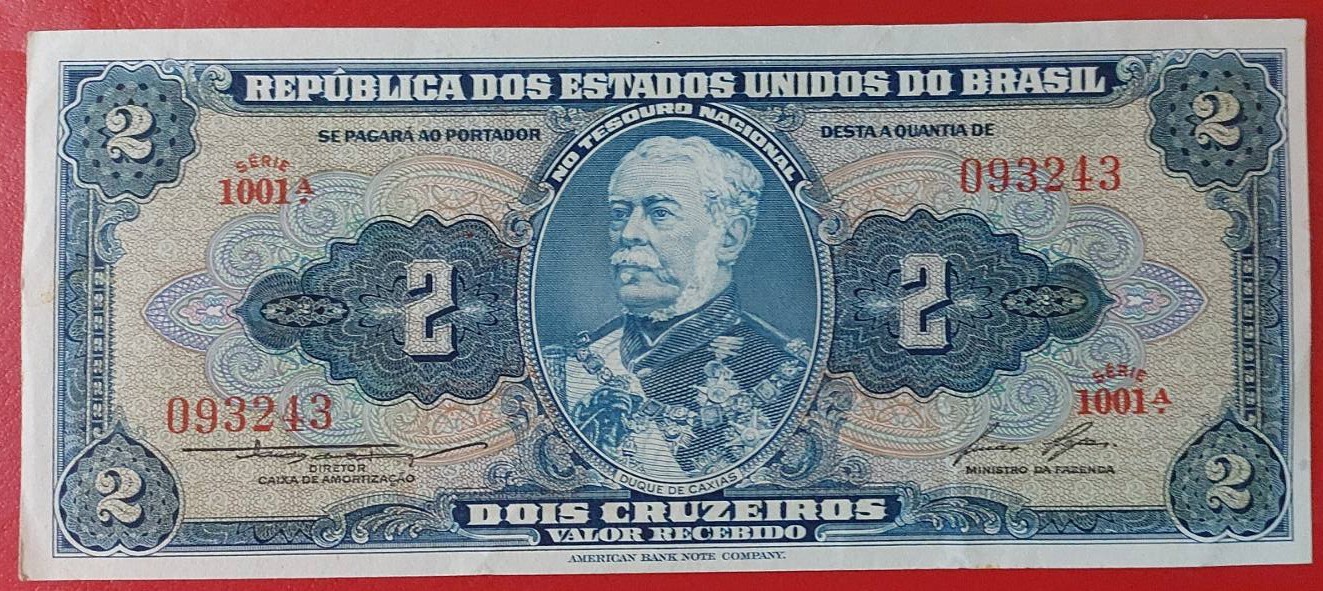 REPÚBLICA DOS ESTADOS UNIDOS DO BRASIL
2
2
SE PAGARÁ AO PORTADOR
NO TESOURO NACIONAL
DESTA A QUANTIA DE
SÉRIE
1001ª
093243
2
2
093243
SÉRIE
1001ª
DIRETOR
CAIXA DE AMORTIZAÇÃO
MINISTRO DA FAZENDA
DUQUE DE CAXIAS
2
2
DOIS CRUZEIROS
VALOR RECEBIDO
AMERICAN BANK NOTE COMPANY.